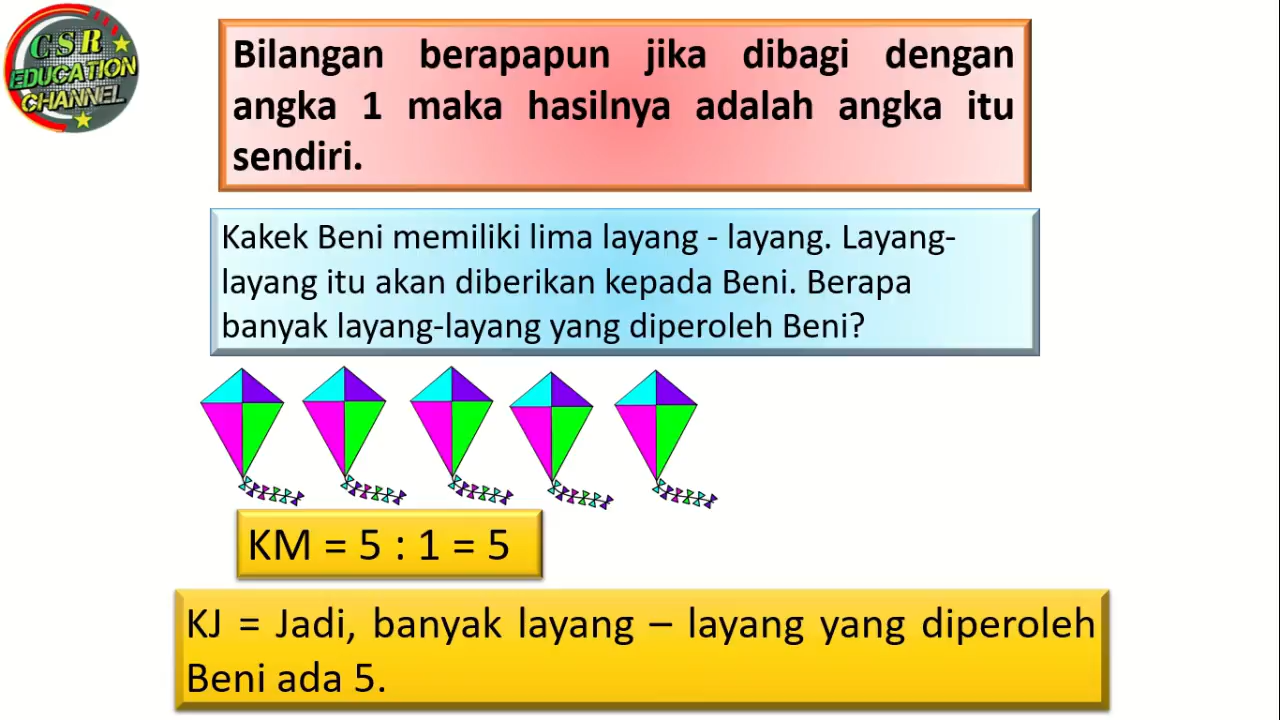 CSR
EDUCATION
CHANNEL
Bilangan berapapun jika dibagi dengan
angka 1 maka hasilnya adalah angka itu
sendiri.
Kakek Beni memiliki lima layang - layang. Layang-
layang itu akan diberikan kepada Beni. Berapa
banyak layang-layang yang diperoleh Beni?
KM = 5 : 1 = 5
KJ = Jadi, banyak layang – layang yang diperoleh
Beni ada 5.